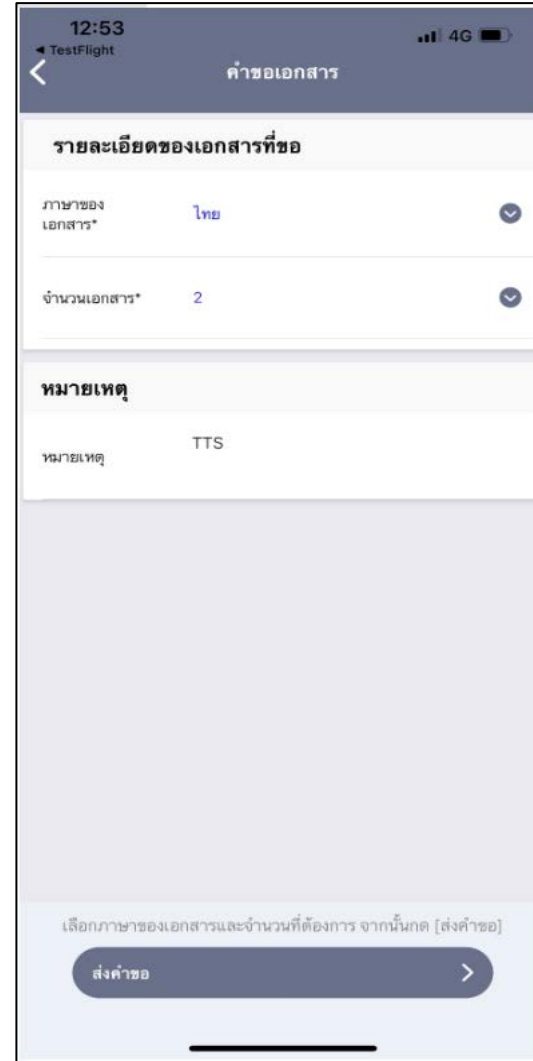 12:53
4G
◀ TestFlight
คำขอเอกสาร
รายละเอียดของเอกสารที่ขอ
ภาษาของ
เอกสาร*
ไทย
จำนวนเอกสาร*
2
หมายเหตุ
หมายเหตุ
TTS
เลือกภาษาของเอกสารและจำนวนที่ต้องการ จากนั้นกด [ส่งคำขอ]
ส่งคำขอ